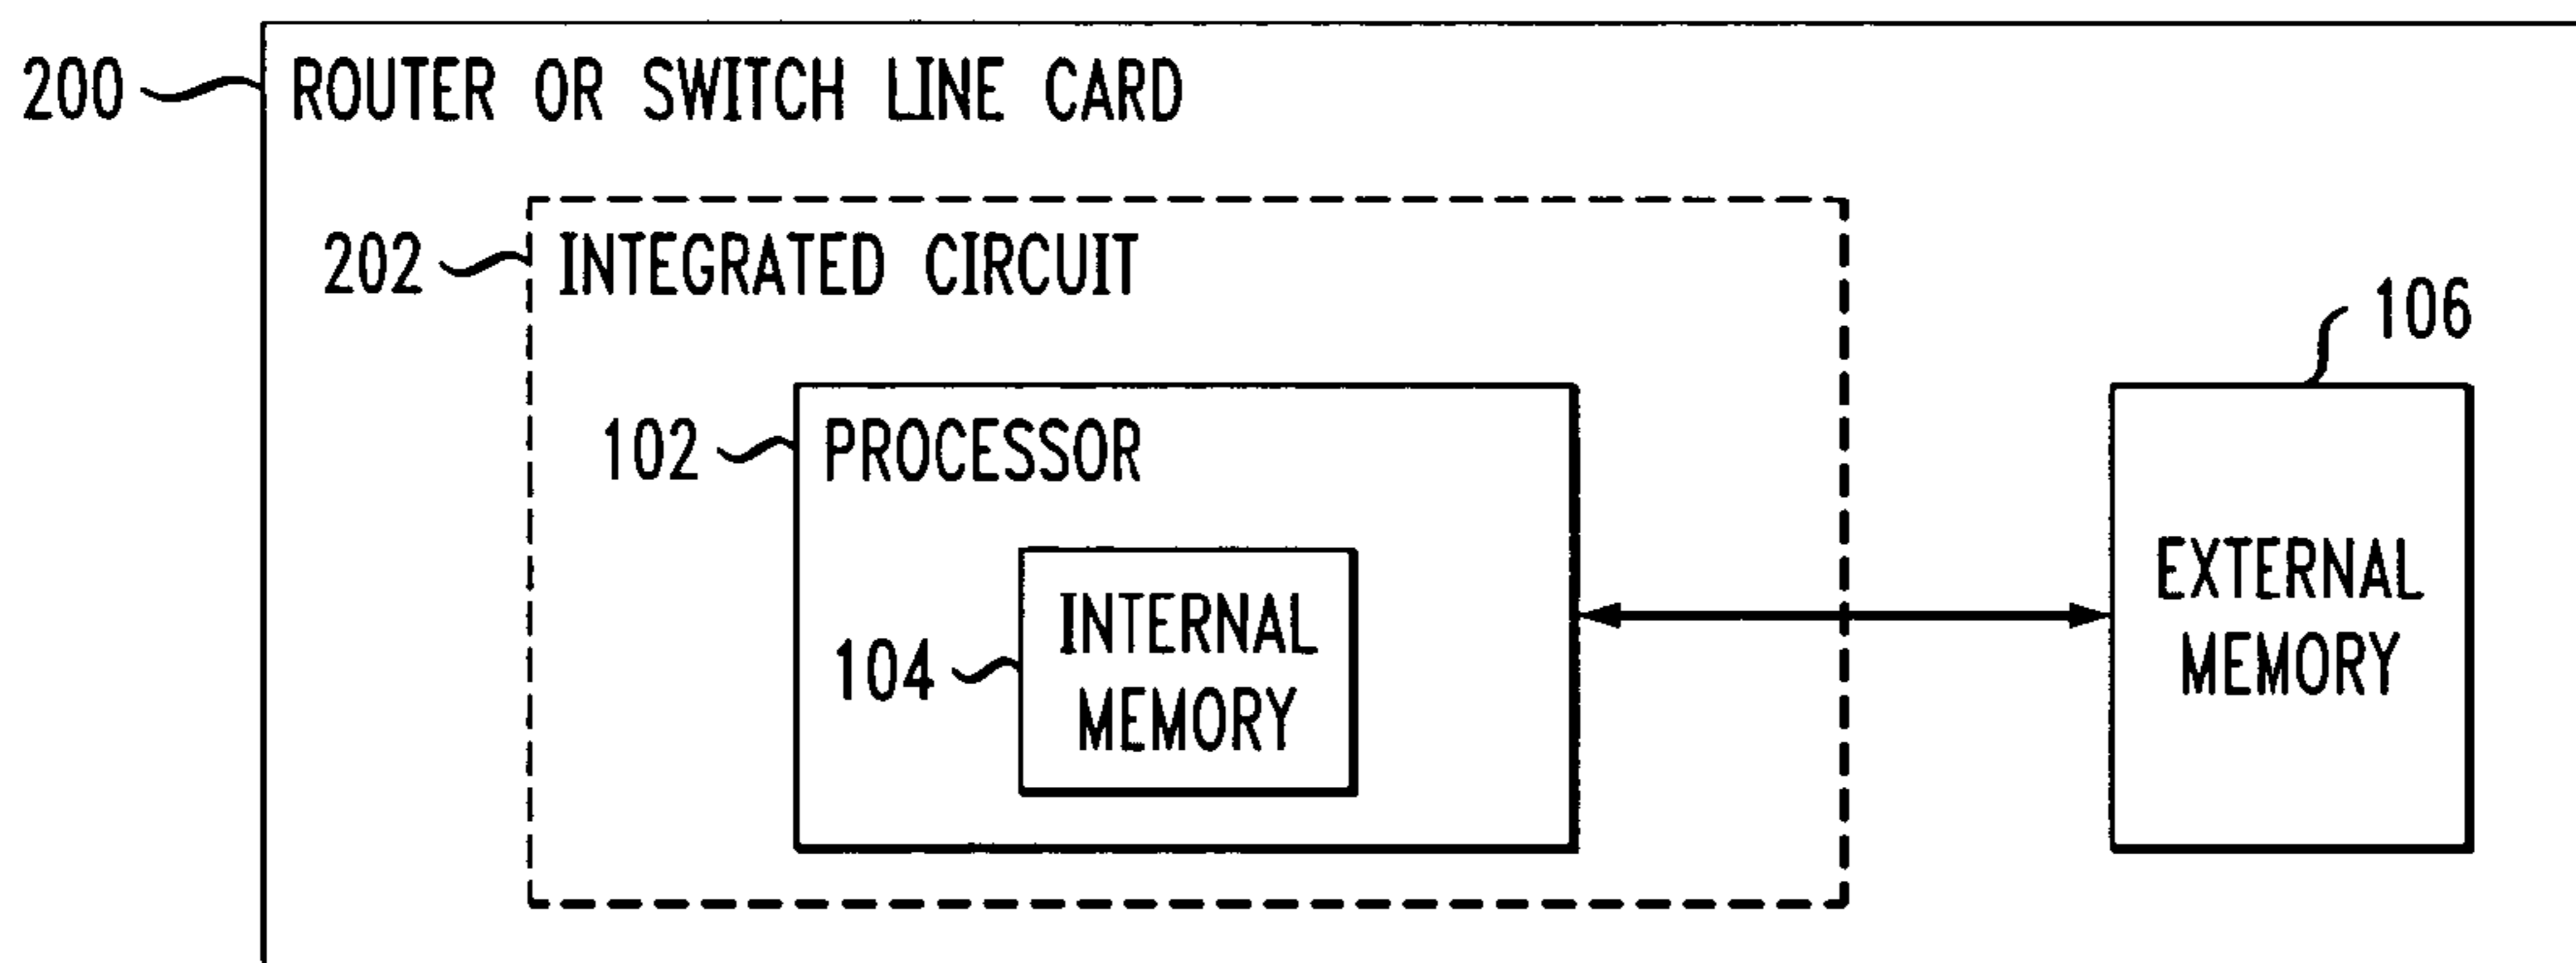 200 ROUTER OR SWITCH LINE CARD
202 INTEGRATED CIRCUIT
106
102 PROCESSOR
EXTERNAL
MEMORY
104
INTERNAL
MEMORY